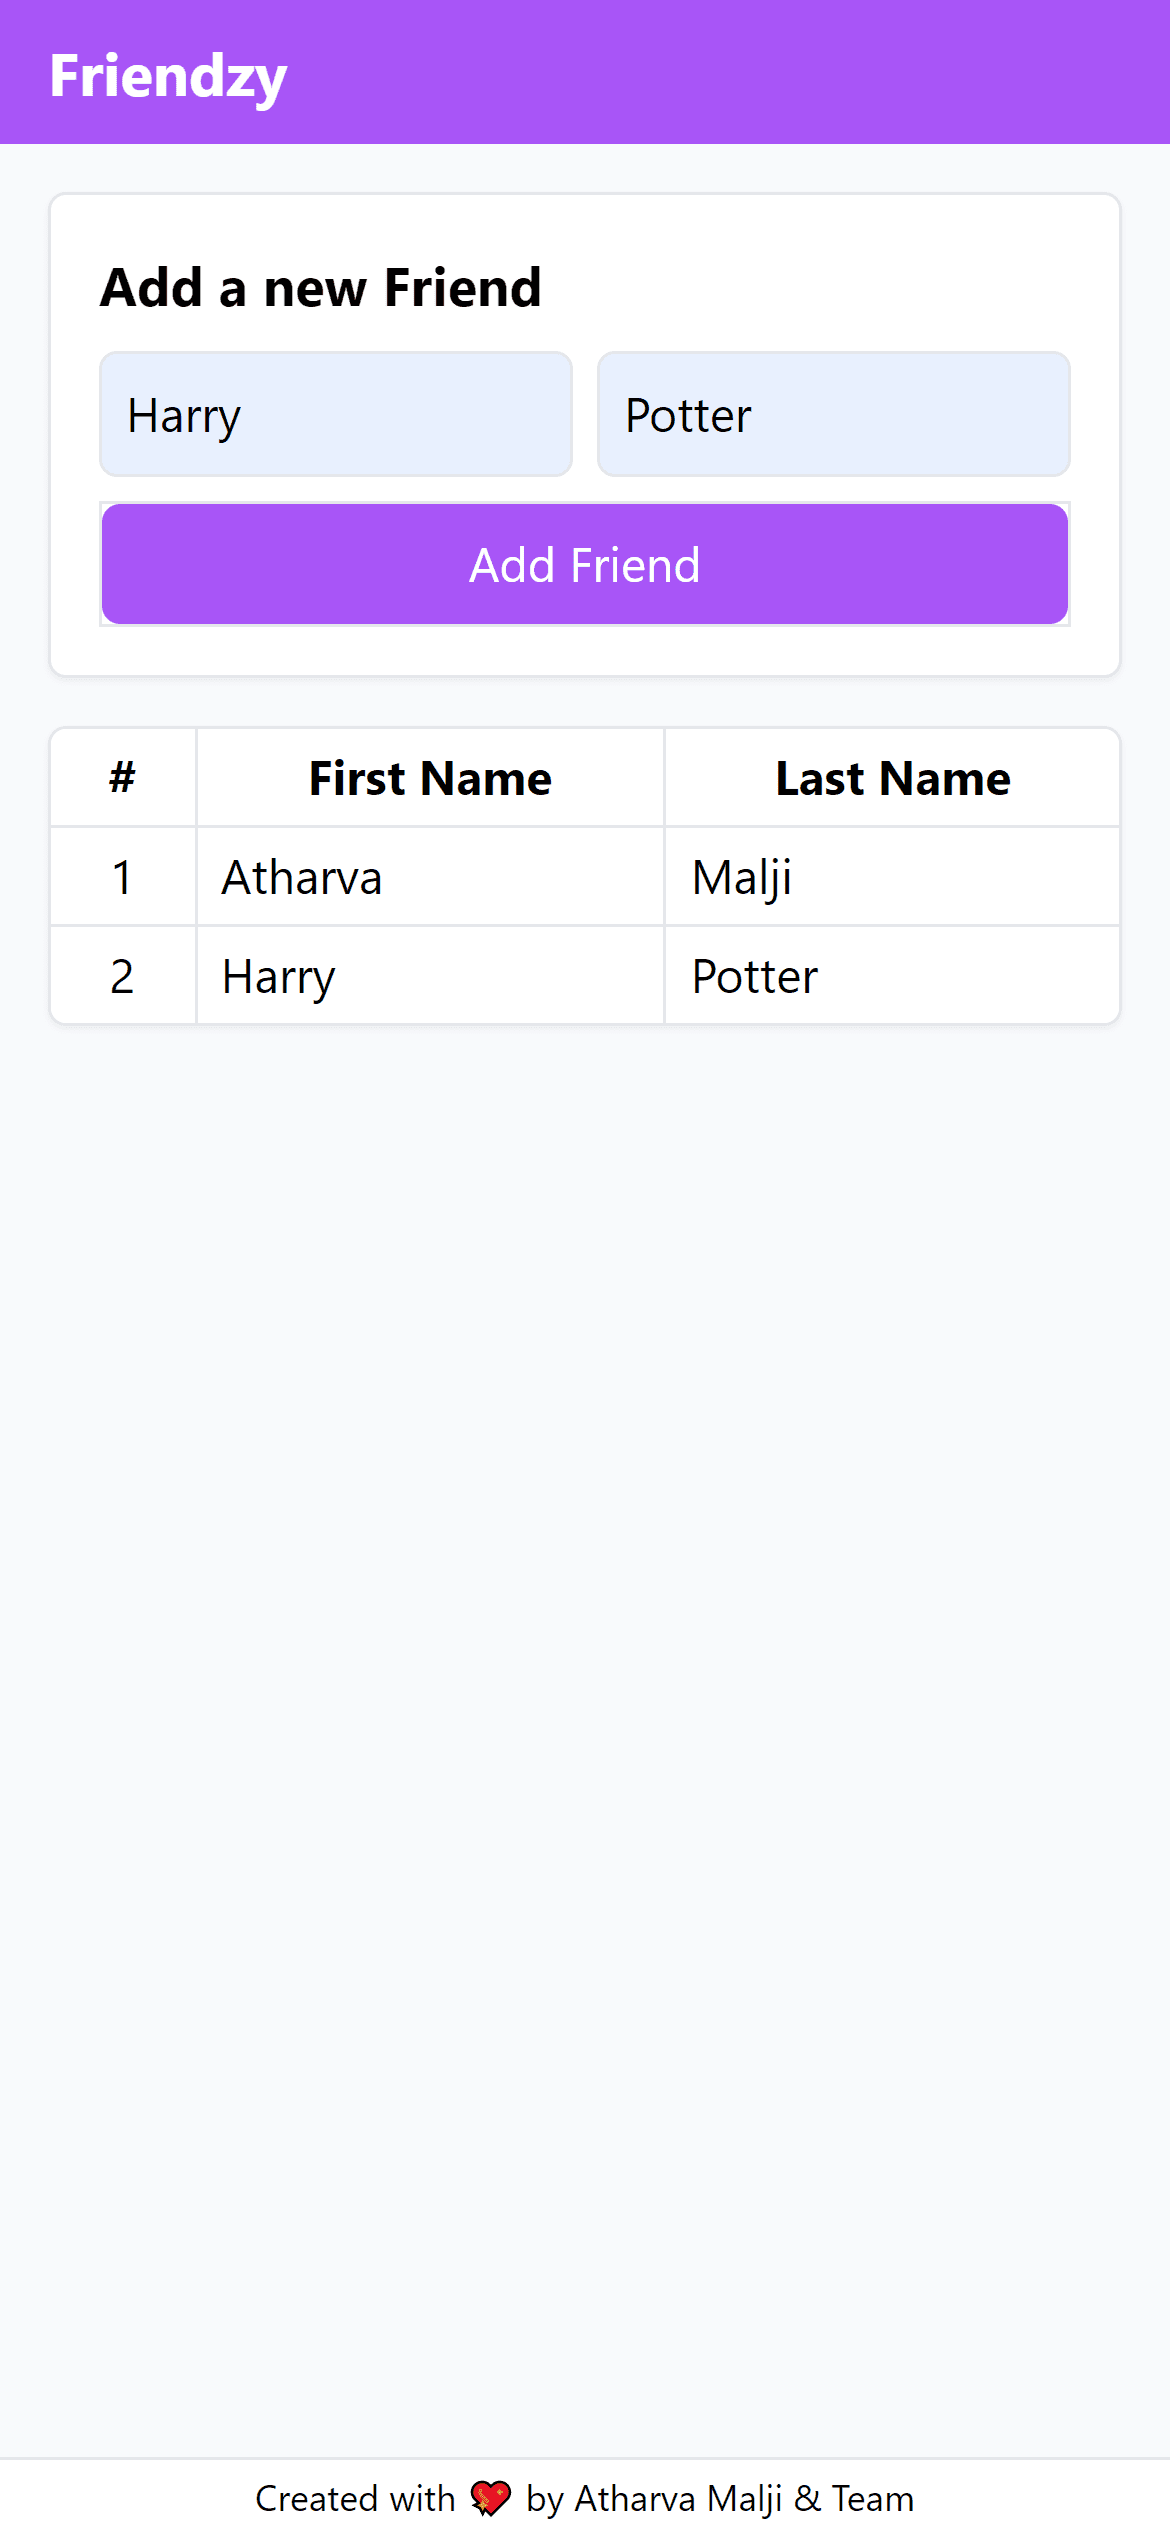 Friendzy
Add a new Friend
Harry Potter
Add Friend
# First Name Last Name
1 Atharva Malji
2 Harry Potter
Created with 💖 by Atharva Malji & Team